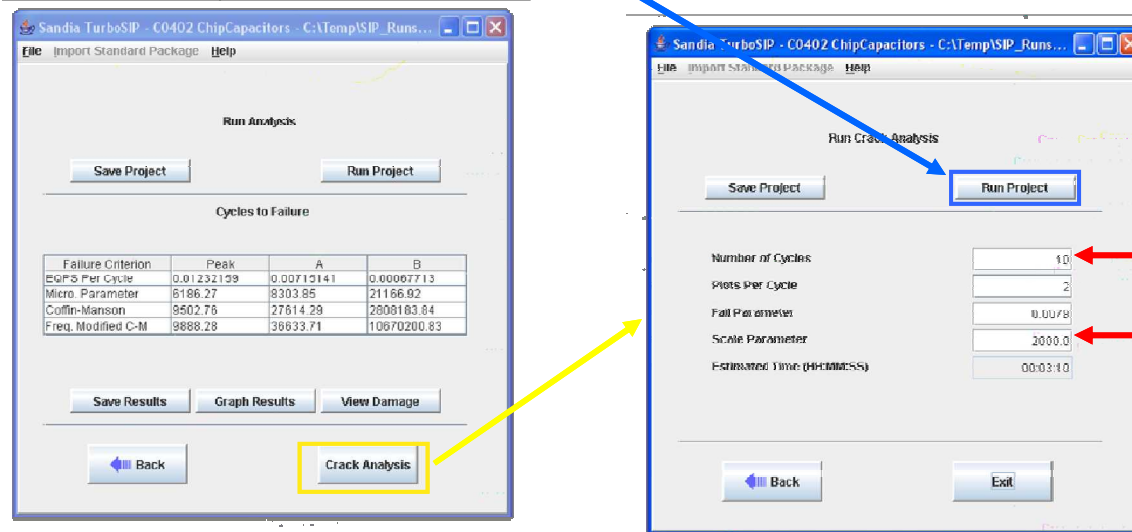 Sandia TurboSIP - C0402 ChipCapacitors - C:\Temp\SIP_Runs...
File Import Standard Package Help
Run Analysis
Save Project Run Project
Cycles to Failure
Failure Criterion Peak A B
EQPS Per Cycle 0.01232159 0.00715141 0.00067713
Micro. Parameter 6186.27 8303.85 21166.92
Coffin-Manson 9502.76 27614.29 2808183.84
Freq. Modified C-M 9888.28 36633.71 10670200.83
Save Results Graph Results View Damage
Back Crack Analysis
Sandia TurboSIP - C0402 ChipCapacitors - C:\Temp\SIP_Runs...
File Import Standard Package Help
Run Crack Analysis
Save Project Run Project
Number of Cycles 10
Plots Per Cycle 2
Fail Parameter 0.0078
Scale Parameter 2000.0
Estimated Time (HH:MM:SS) 00:03:10
Back Exit